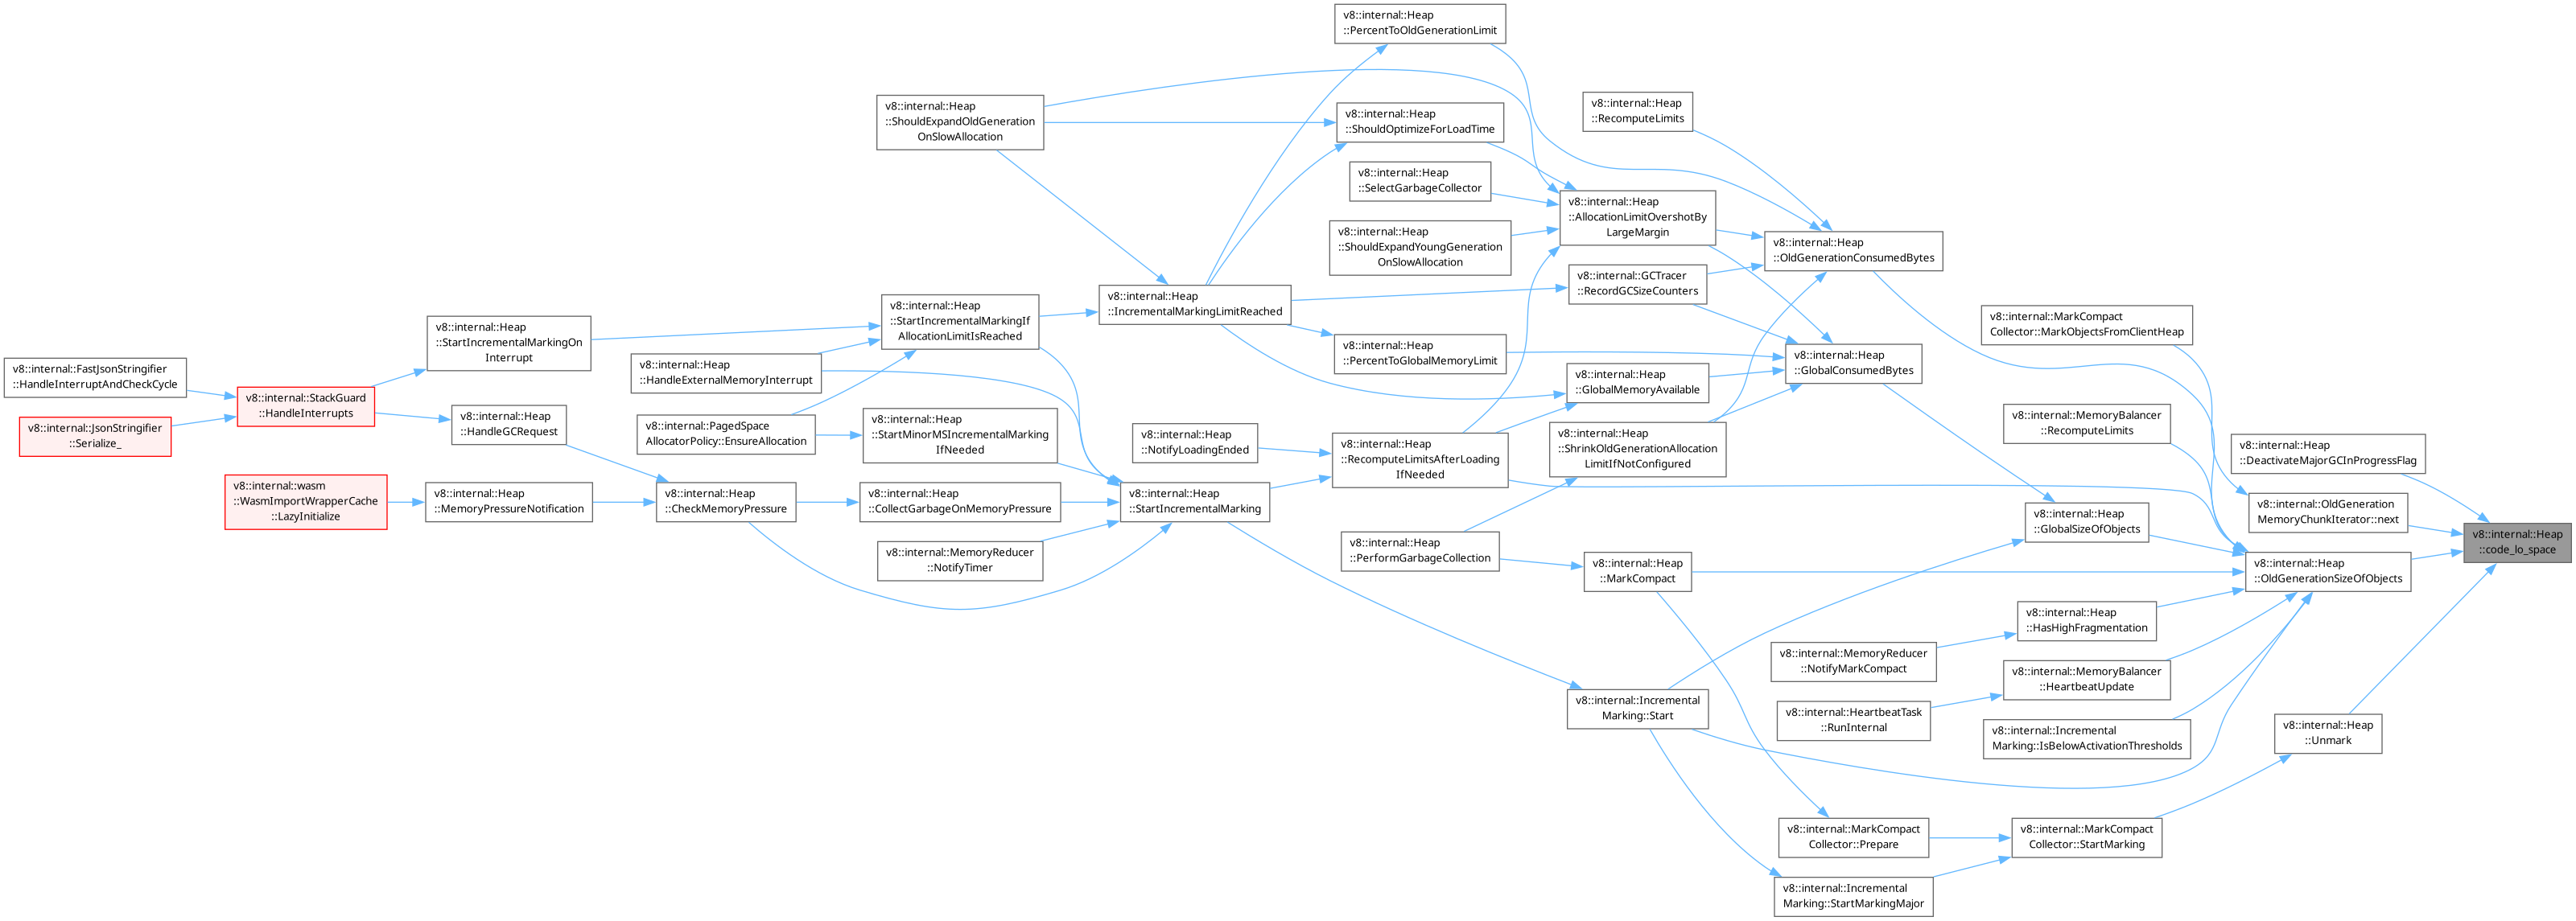 v8::internal::Heap
::PercentToOldGenerationLimit
v8::internal::Heap
::ShouldExpandOldGeneration
OnSlowAllocation
v8::internal::Heap
::ShouldOptimizeForLoadTime
v8::internal::Heap
::RecomputeLimits
v8::internal::Heap
::SelectGarbageCollector
v8::internal::Heap
::AllocationLimitOvershotBy
LargeMargin
v8::internal::Heap
::ShouldExpandYoungGeneration
OnSlowAllocation
v8::internal::Heap
::OldGenerationConsumedBytes
v8::internal::GCTracer
::RecordGCSizeCounters
v8::internal::Heap
::IncrementalMarkingLimitReached
v8::internal::Heap
::StartIncrementalMarkingIf
AllocationLimitIsReached
v8::internal::MarkCompact
Collector::MarkObjectsFromClientHeap
v8::internal::Heap
::StartIncrementalMarkingOn
Interrupt
v8::internal::Heap
::PercentToGlobalMemoryLimit
v8::internal::Heap
::GlobalConsumedBytes
v8::internal::FastJsonStringifier
::HandleInterruptAndCheckCycle
v8::internal::Heap
::HandleExternalMemoryInterrupt
v8::internal::Heap
::GlobalMemoryAvailable
v8::internal::StackGuard
::HandleInterrupts
v8::internal::JsonStringifier
::Serialize_
v8::internal::Heap
::HandleGCRequest
v8::internal::PagedSpace
AllocatorPolicy::EnsureAllocation
v8::internal::Heap
::StartMinorMSIncrementalMarking
IfNeeded
v8::internal::Heap
::NotifyLoadingEnded
v8::internal::Heap
::RecomputeLimitsAfterLoading
IfNeeded
v8::internal::Heap
::ShrinkOldGenerationAllocation
LimitIfNotConfigured
v8::internal::MemoryBalancer
::RecomputeLimits
v8::internal::Heap
::DeactivateMajorGCInProgressFlag
v8::internal::wasm
::WasmImportWrapperCache
::LazyInitialize
v8::internal::Heap
::MemoryPressureNotification
v8::internal::Heap
::CheckMemoryPressure
v8::internal::Heap
::CollectGarbageOnMemoryPressure
v8::internal::Heap
::StartIncrementalMarking
v8::internal::OldGeneration
MemoryChunkIterator::next
v8::internal::Heap
::GlobalSizeOfObjects
v8::internal::Heap
::code_lo_space
v8::internal::MemoryReducer
::NotifyTimer
v8::internal::Heap
::PerformGarbageCollection
v8::internal::Heap
::MarkCompact
v8::internal::Heap
::OldGenerationSizeOfObjects
v8::internal::Heap
::HasHighFragmentation
v8::internal::MemoryReducer
::NotifyMarkCompact
v8::internal::MemoryBalancer
::HeartbeatUpdate
v8::internal::Incremental
Marking::Start
v8::internal::HeartbeatTask
::RunInternal
v8::internal::Incremental
Marking::IsBelowActivationThresholds
v8::internal::Heap
::Unmark
v8::internal::MarkCompact
Collector::Prepare
v8::internal::MarkCompact
Collector::StartMarking
v8::internal::Incremental
Marking::StartMarkingMajor